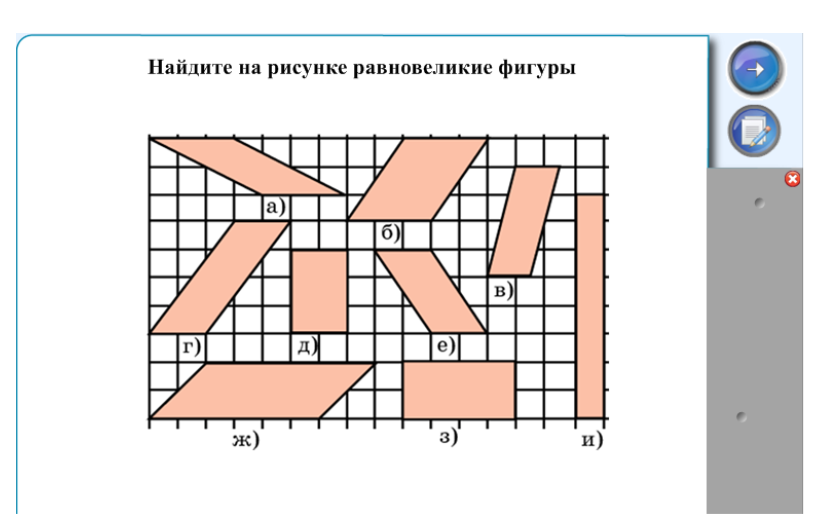 Найдите на рисунке равновеликие фигуры
а)
б)
в)
г)
д)
е)
ж)
з)
и)